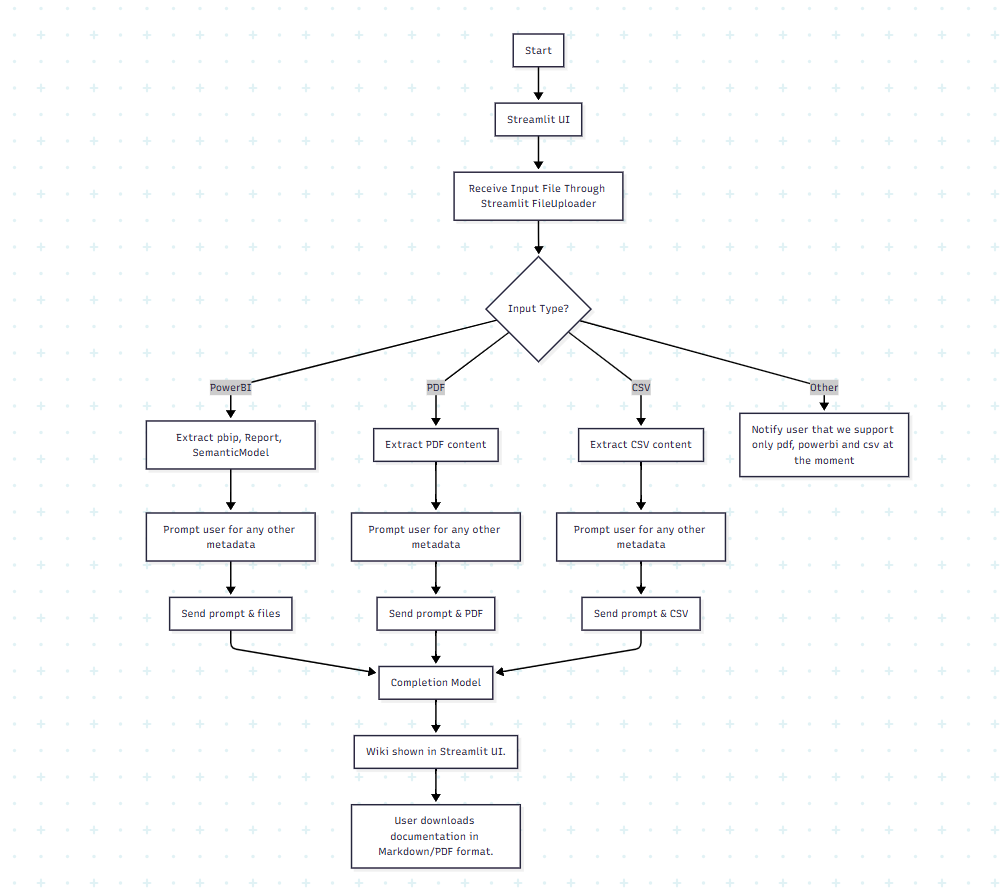 Start
Streamlit UI
Receive Input File Through
Streamlit FileUploader
Input Type?
PowerBI
PDF
CSV
Other
Extract pbip, Report,
SemanticModel
Extract PDF content
Extract CSV content
Notify user that we support
only pdf, powerbi and csv at
the moment
Prompt user for any other
metadata
Prompt user for any other
metadata
Prompt user for any other
metadata
Send prompt & files
Send prompt & PDF
Send prompt & CSV
Completion Model
Wiki shown in Streamlit UI.
User downloads
documentation in
Markdown/PDF format.